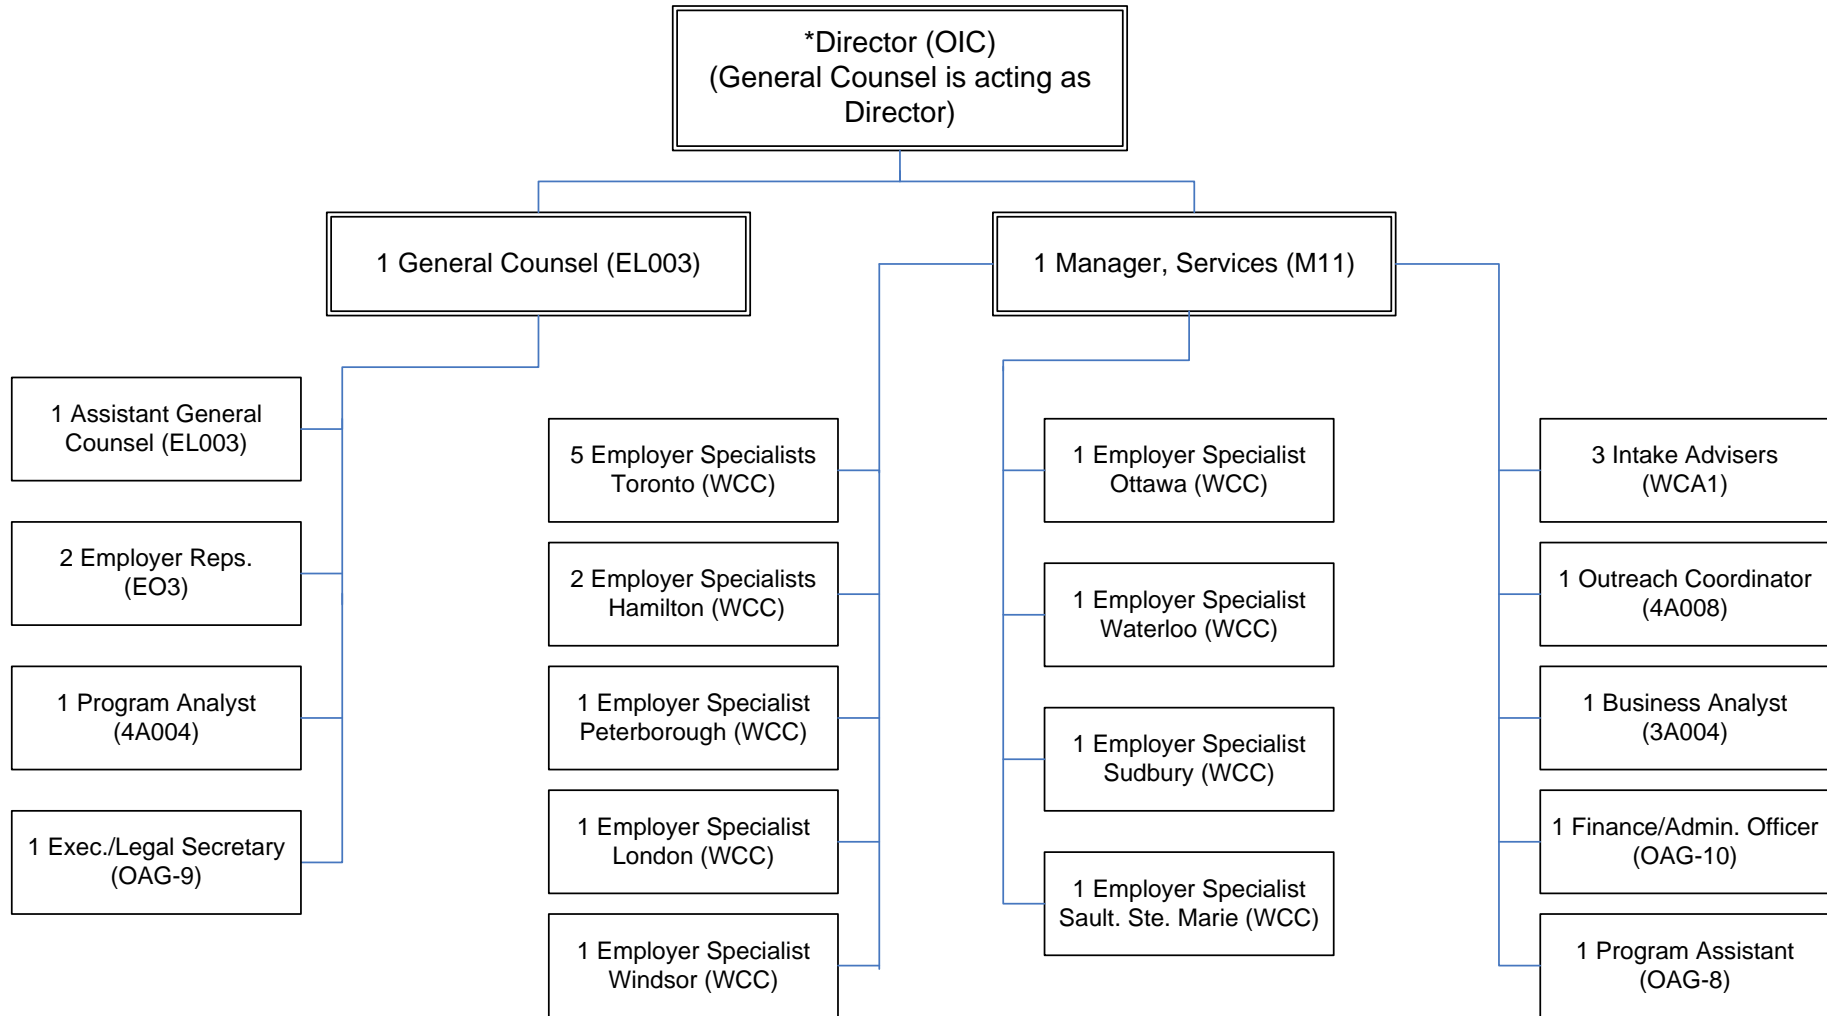 *Director (OIC)
(General Counsel is acting as
Director)
1 General Counsel (EL003)
1 Manager, Services (M11)
1 Assistant General
Counsel (EL003)
2 Employer Reps.
(EO3)
1 Program Analyst
(4A004)
1 Exec./Legal Secretary
(OAG-9)
5 Employer Specialists
Toronto (WCC)
2 Employer Specialists
Hamilton (WCC)
1 Employer Specialist
Peterborough (WCC)
1 Employer Specialist
London (WCC)
1 Employer Specialist
Windsor (WCC)
1 Employer Specialist
Ottawa (WCC)
1 Employer Specialist
Waterloo (WCC)
1 Employer Specialist
Sudbury (WCC)
1 Employer Specialist
Sault. Ste. Marie (WCC)
3 Intake Advisers
(WCA1)
1 Outreach Coordinator
(4A008)
1 Business Analyst
(3A004)
1 Finance/Admin. Officer
(OAG-10)
1 Program Assistant
(OAG-8)